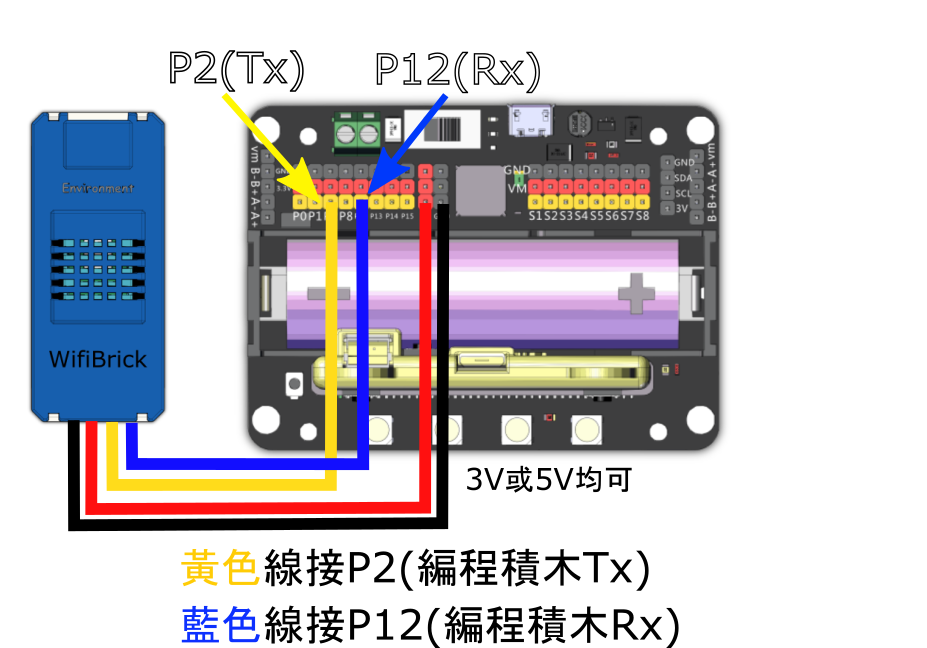 P2(Tx)
P12(Rx)
Environment
WifiBrick
vm B- B+ A- A+
GND
3.3V
P0 P1
P8
P13 P14 P15
GND
VM
S1 S2 S3 S4 S5 S6 S7 S8
GND
SDA
SCL
3V
B- B+ A- A+ vm
3V或5V均可
黃色線接P2(編程積木Tx)
藍色線接P12(編程積木Rx)